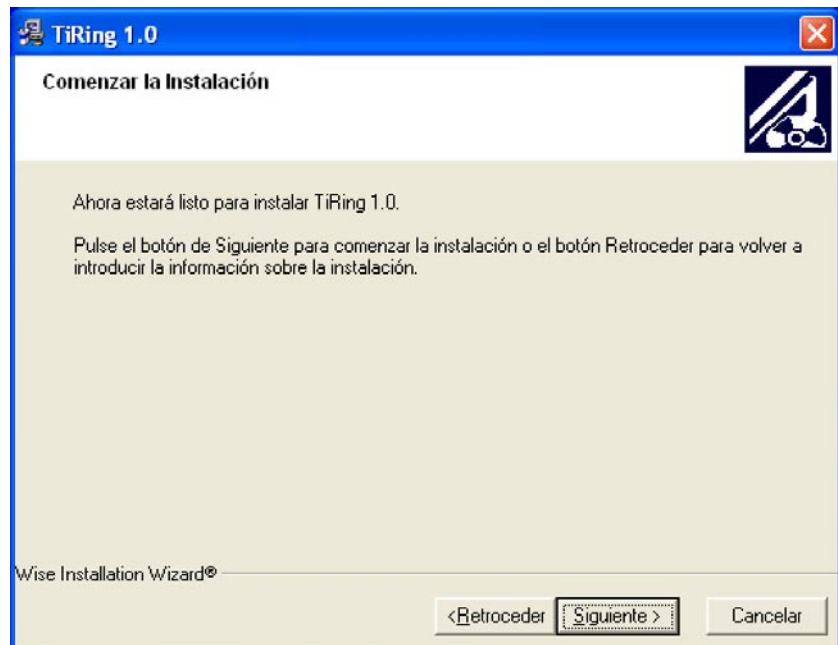 TiRing 1.0
Comenzar la Instalación
Ahora estará listo para instalar TiRing 1.0.
Pulse el botón de Siguiente para comenzar la instalación o el botón Retroceder para volver a
introducir la información sobre la instalación.
Wise Installation Wizard®
<Retroceder Siguiente > Cancelar